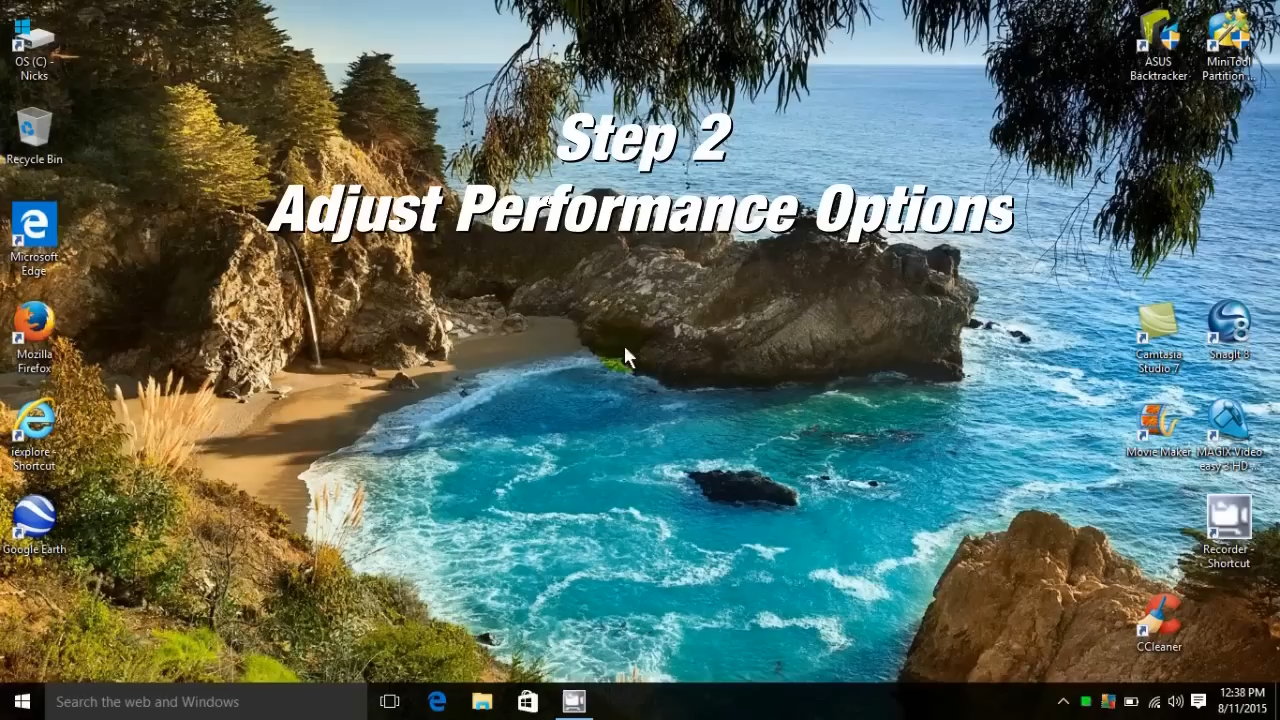 Step 2
Adjust Performance Options
OS (C) -
Nicks
Recycle Bin
Microsoft
Edge
Mozilla
Firefox
iexplore -
Shortcut
Google Earth
ASUS
Backtracker
MiniTool
Partition ...
Camtasia
Studio 7
SnagIt 8
Movie Maker
MAGIX Video
easy 3 HD ...
Recorder -
Shortcut
CCleaner
Search the web and Windows
12:38 PM
8/11/2015